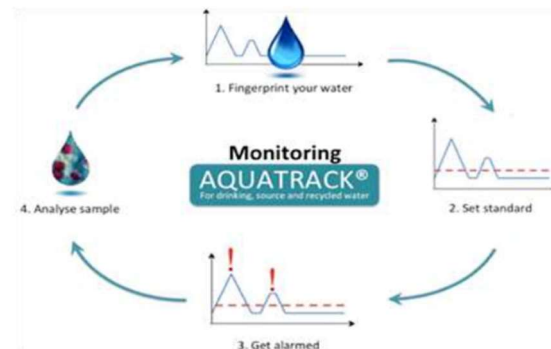 1. Fingerprint your water
Monitoring
AQUATRACK®
For drinking, source and recycled water
4. Analyse sample
2. Set standard
! !
3. Get alarmed